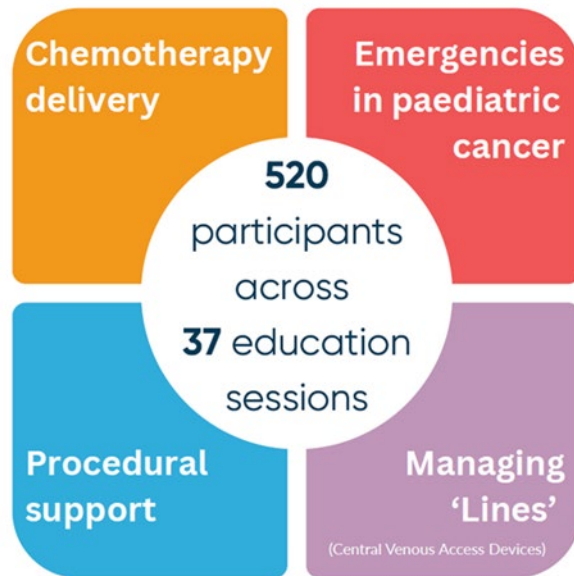 Chemotherapy
delivery
Emergencies
in paediatric
cancer
520
participants
across
37 education
sessions
Procedural
support
Managing
‘Lines’
(Central Venous Access Devices)